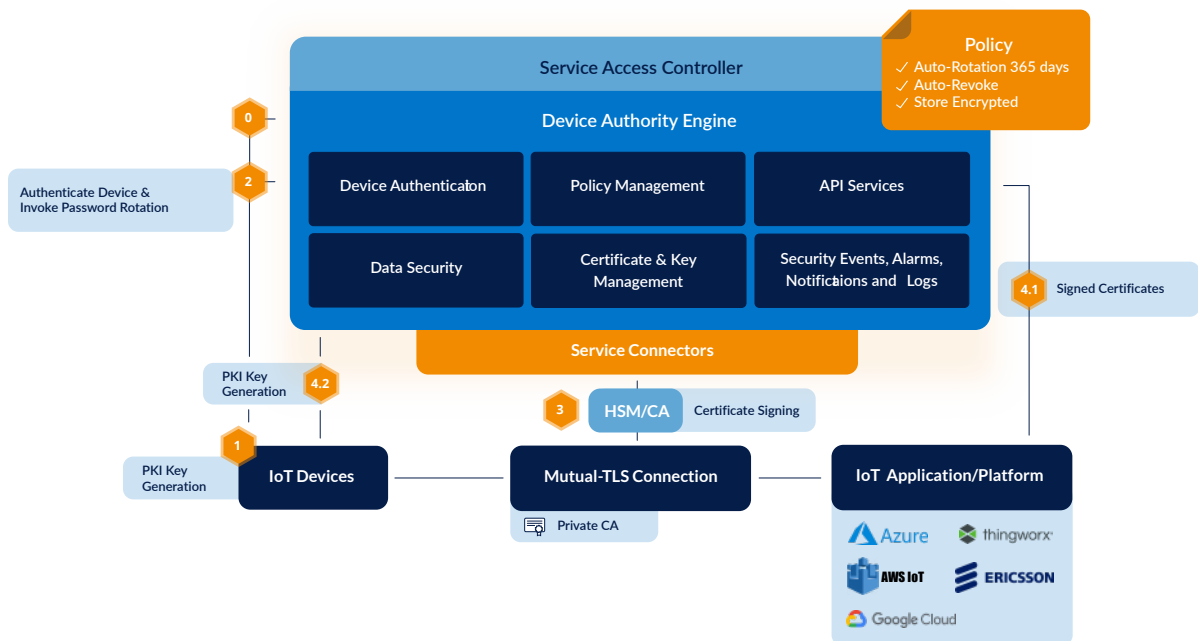 Policy
Auto-Rotation 365 days
Auto-Revoke
Store Encrypted
Service Access Controller
Device Authority Engine
0
2
Authenticate Device &
Invoke Password Rotation
Device Authentication
Policy Management
API Services
Data Security
Certificate & Key
Management
Security Events, Alarms,
Notifications and Logs
4.1
Signed Certificates
Service Connectors
PKI Key
Generation
4.2
3
HSM/CA
Certificate Signing
1
PKI Key
Generation
IoT Devices
Mutual-TLS Connection
IoT Application/Platform
Private CA
Azure
thingworx
AWS IoT
ERICSSON
Google Cloud